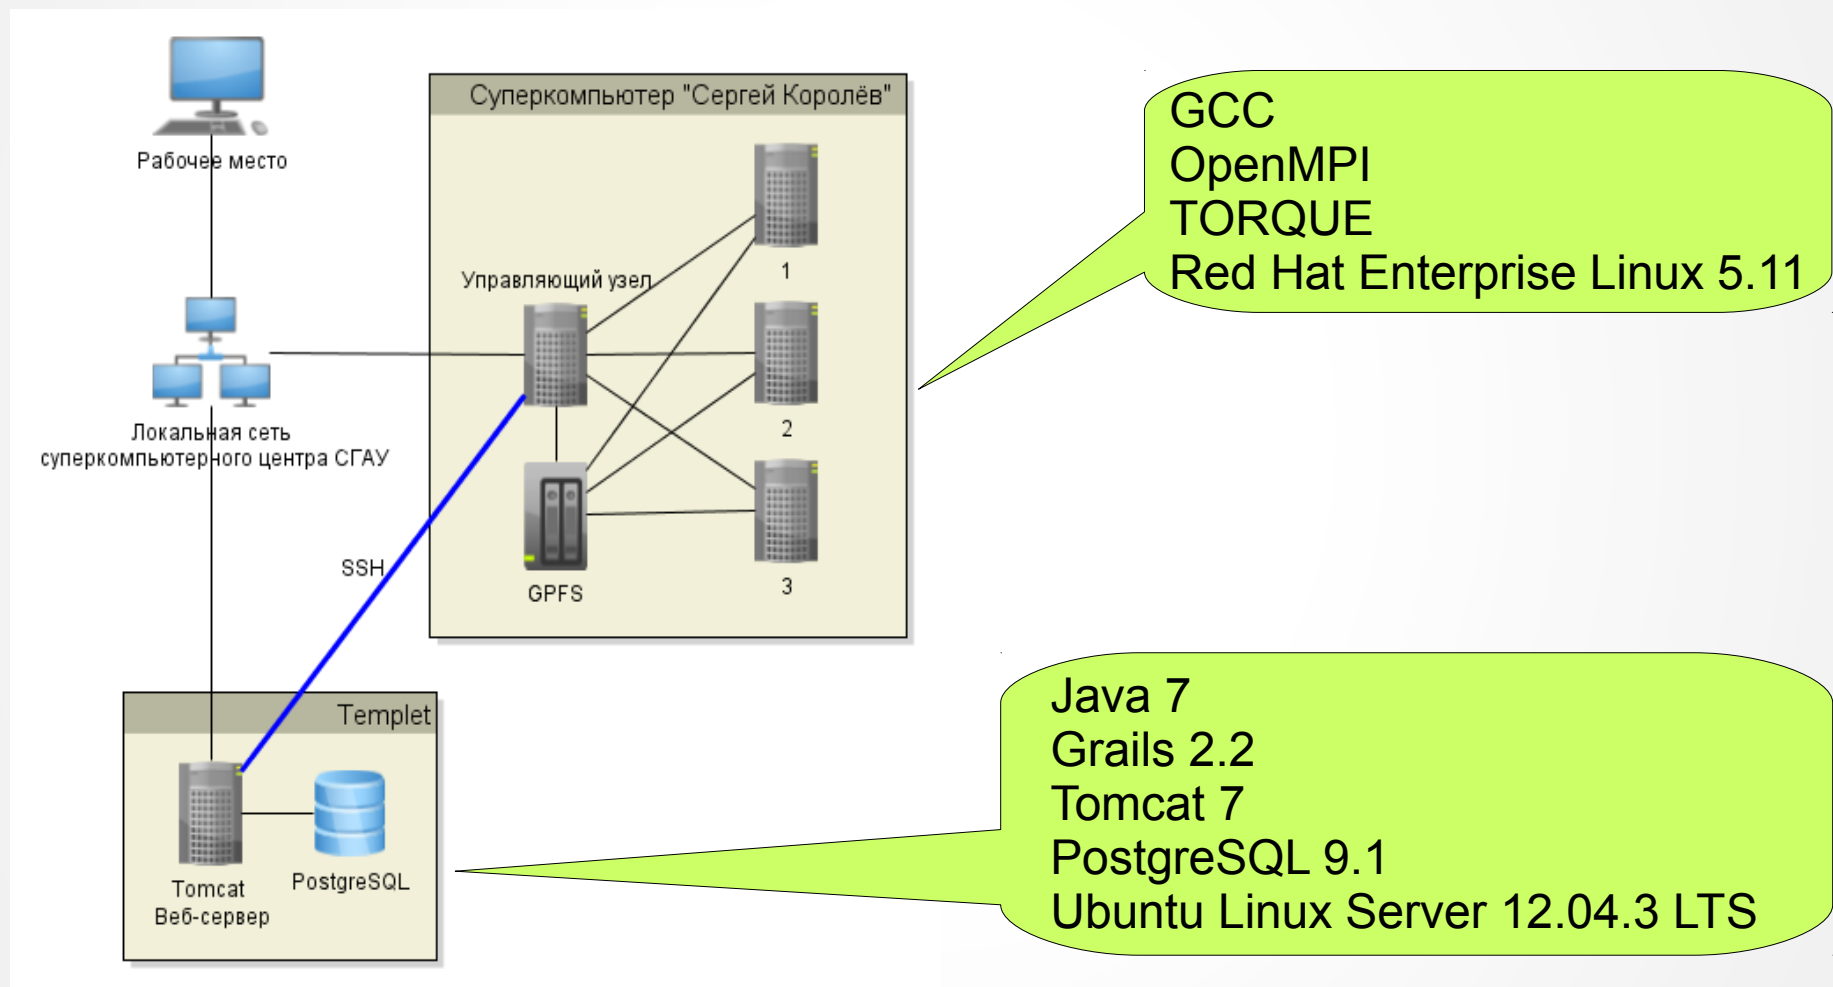 Рабочее место
Суперкомпьютер "Сергей Королёв"
GCC
OpenMPI
TORQUE
Red Hat Enterprise Linux 5.11
1
Управляющий узел
2
Локальная сеть
суперкомпьютерного центра СГАУ
SSH
GPFS
3
Templet
Tomcat
Веб-сервер
PostgreSQL
Java 7
Grails 2.2
Tomcat 7
PostgreSQL 9.1
Ubuntu Linux Server 12.04.3 LTS